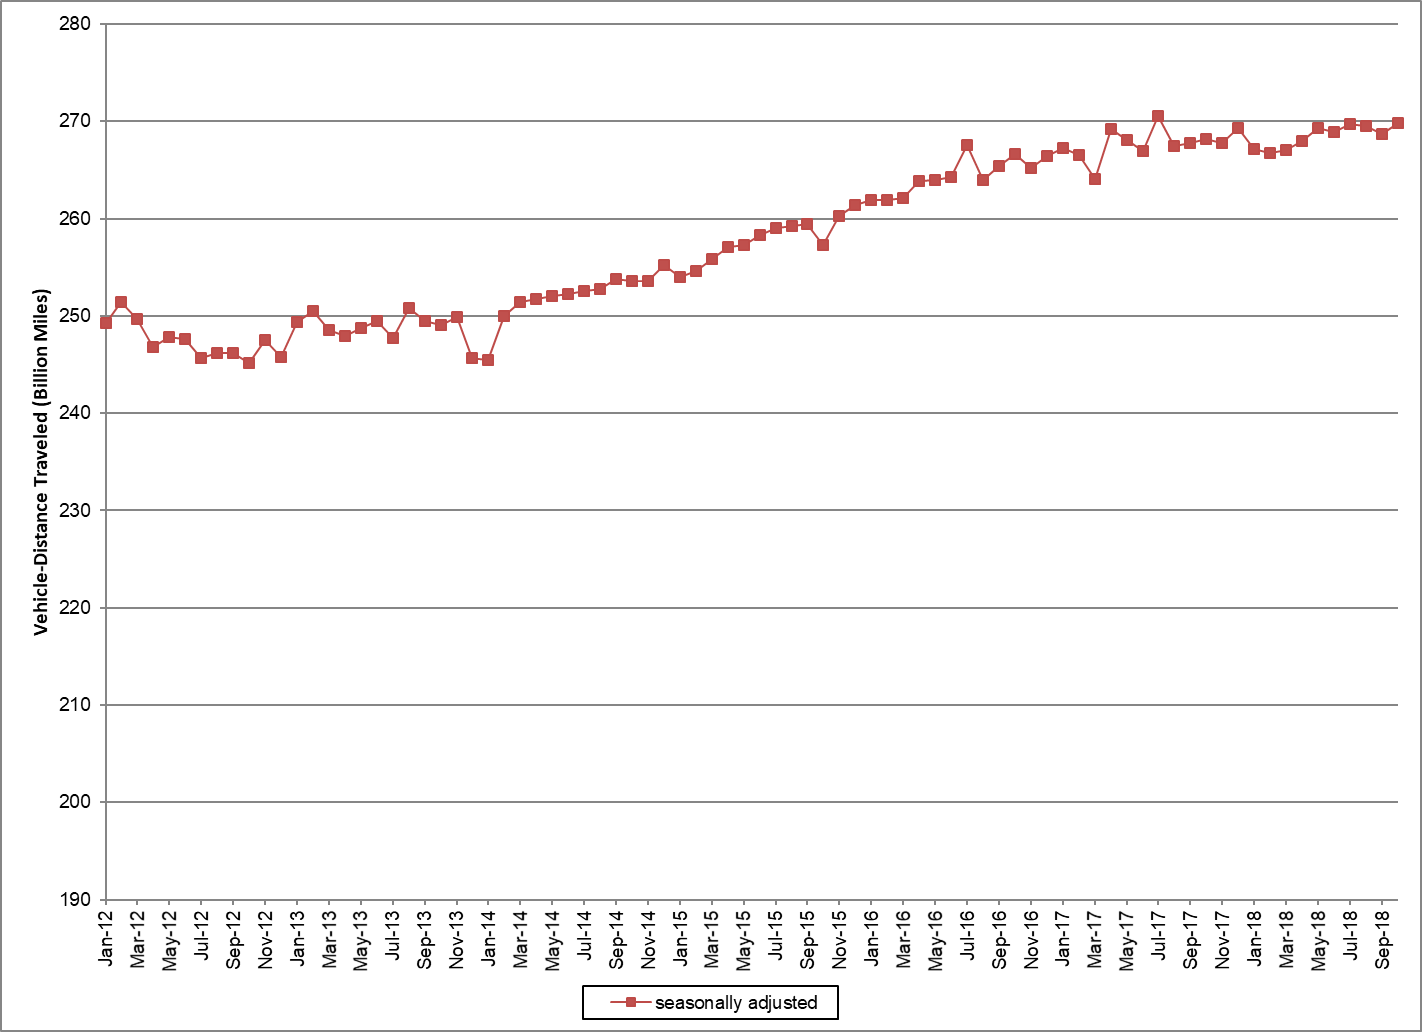 280
270
260
250
240
230
220
210
200
190
Vehicle-Distance Traveled (Billion Miles)
Jan-12
Mar-12
May-12
Jul-12
Sep-12
Nov-12
Jan-13
Mar-13
May-13
Jul-13
Sep-13
Nov-13
Jan-14
Mar-14
May-14
Jul-14
Sep-14
Nov-14
Jan-15
Mar-15
May-15
Jul-15
Sep-15
Nov-15
Jan-16
Mar-16
May-16
Jul-16
Sep-16
Nov-16
Jan-17
Mar-17
May-17
Jul-17
Sep-17
Nov-17
Jan-18
Mar-18
May-18
Jul-18
Sep-18
seasonally adjusted